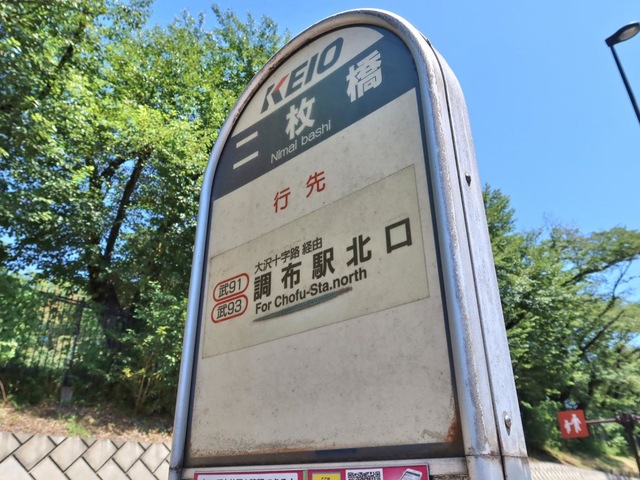 KEIO
二枚橋
Nimai bashi
行先
大沢十字路 経由
武91
武93
調布駅北口
For Chofu-Sta.north